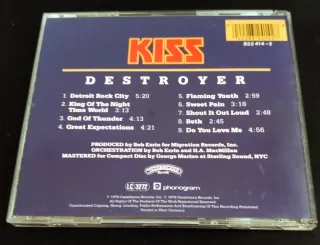 KISS
832 414-2
DESTROYER
1. Detroit Rock City 5:20
2. King Of The Night
Time World 3:13
3. God Of Thunder 4:13
4. Great Expectations 4:21
5. Flaming Youth 2:59
6. Sweet Pain 3:20
7. Shout It Out Loud 2:48
8. Beth 2:45
9. Do You Love Me 4:56
PRODUCED by Bob Ezrin for Migration Records, Inc.
ORCHESTRATION by Bob Ezrin and H.A. MacMillan
MASTERED for Compact Disc by George Marino at Sterling Sound, NYC
LC 3272
phonogram